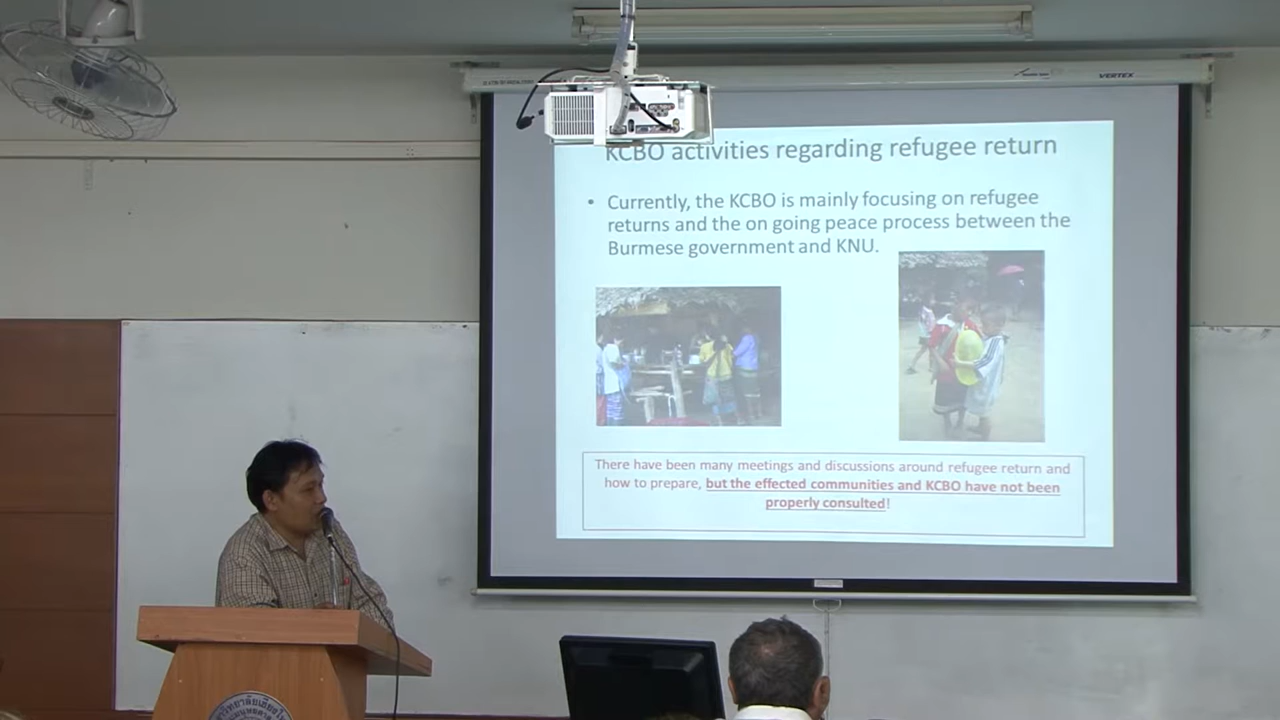 VERTEX
KCBO activities regarding refugee return
• Currently, the KCBO is mainly focusing on refugee
returns and the on going peace process between the
Burmese government and KNU.
There have been many meetings and discussions around refugee return and
how to prepare, but the effected communities and KCBO have not been
properly consulted!